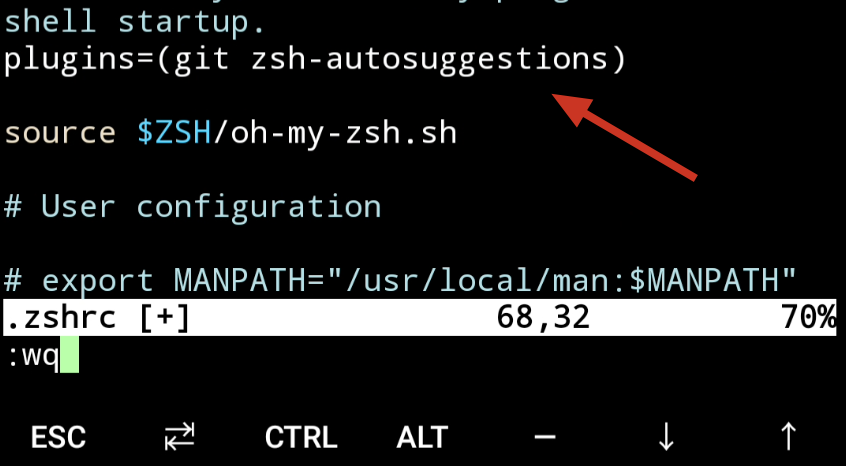 shell startup.
plugins=(git zsh-autosuggestions)
source $ZSH/oh-my-zsh.sh
# User configuration
# export MANPATH="/usr/local/man:$MANPATH"
.zshrc [+] 68,32 70%
:wq
ESC ⇄ CTRL ALT — ↓ ↑